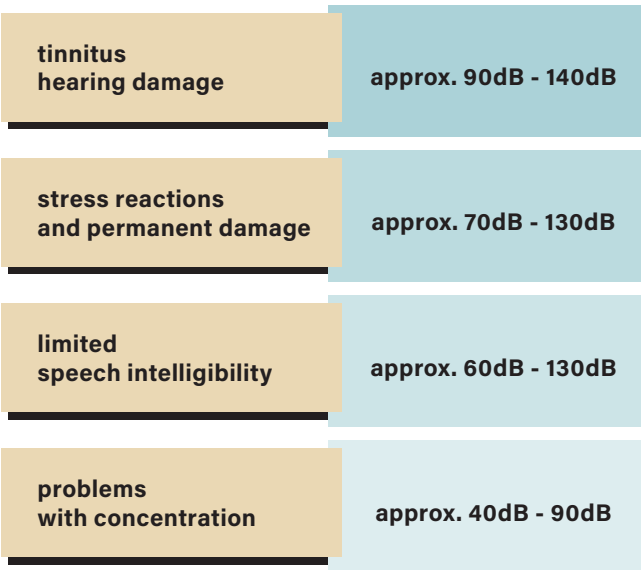 tinnitus
hearing damage
approx. 90dB - 140dB
stress reactions
and permanent damage
approx. 70dB - 130dB
limited
speech intelligibility
approx. 60dB - 130dB
problems
with concentration
approx. 40dB - 90dB